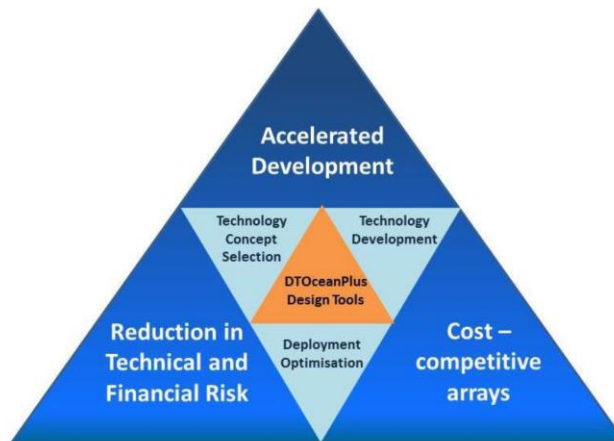 Accelerated
Development
Technology
Concept
Selection
Technology
Development
DTOceanPlus
Design Tools
Reduction in
Technical and
Financial Risk
Deployment
Optimisation
Cost –
competitive
arrays